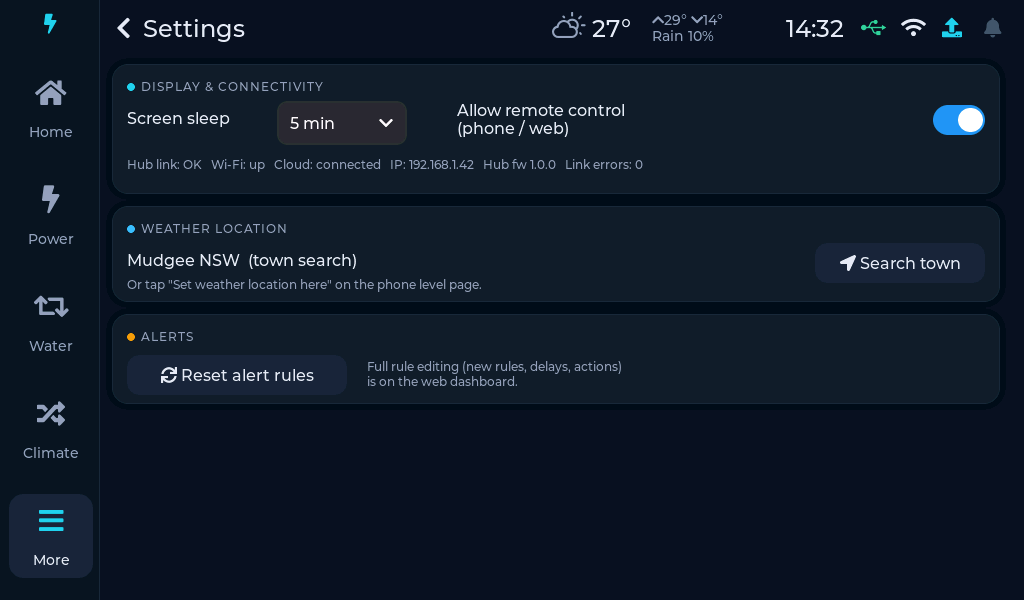 Settings
27°
29° 14°
Rain 10%
14:32
Home
Power
Water
Climate
More
DISPLAY & CONNECTIVITY
Screen sleep
5 min
Allow remote control
(phone / web)
Hub link: OK Wi-Fi: up Cloud: connected IP: 192.168.1.42 Hub fw 1.0.0 Link errors: 0
WEATHER LOCATION
Mudgee NSW (town search)
Or tap "Set weather location here" on the phone level page.
Search town
ALERTS
Reset alert rules
Full rule editing (new rules, delays, actions)
is on the web dashboard.